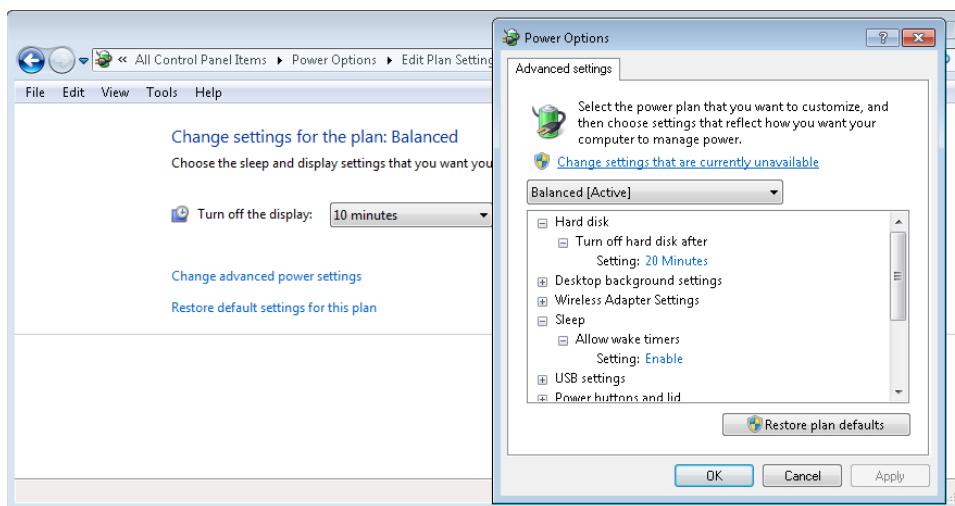 « All Control Panel Items ▸ Power Options ▸ Edit Plan Setting
File Edit View Tools Help
Change settings for the plan: Balanced
Choose the sleep and display settings that you want you
Turn off the display: 10 minutes
Change advanced power settings
Restore default settings for this plan
Power Options
Advanced settings
Select the power plan that you want to customize, and
then choose settings that reflect how you want your
computer to manage power.
Change settings that are currently unavailable
Balanced [Active]
Hard disk
Turn off hard disk after
Setting: 20 Minutes
Desktop background settings
Wireless Adapter Settings
Sleep
Allow wake timers
Setting: Enable
USB settings
Power buttons and lid
Restore plan defaults
OK Cancel Apply